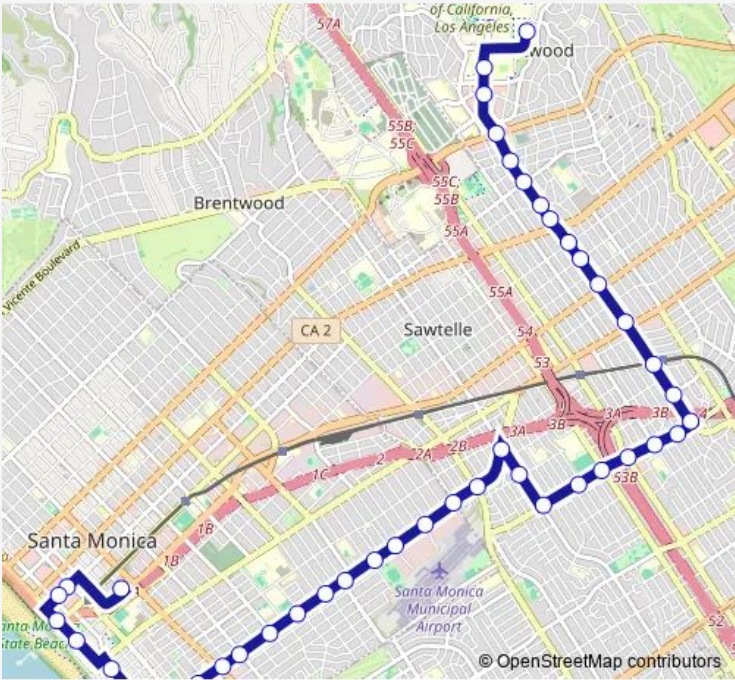 of California,
Los Angeles
wood
57A
55B;
55C
55C;
55B
Brentwood
55A
Vicente Boulevard
55A
CA 2
Sawtelle
54
53
3B
3A
3B
4
3A
2B
2A
2
1C
53B
1B
Santa Monica
1B
Santa Monica
Municipal
Airport
State Beach
52
© OpenStreetMap contributors